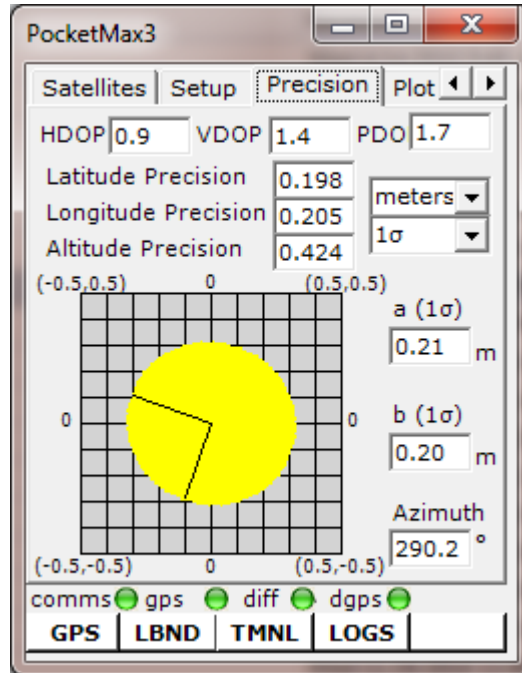 PocketMax3
Satellites Setup Precision Plot
HDOP 0.9 VDOP 1.4 PDO 1.7
Latitude Precision 0.198
Longitude Precision 0.205
Altitude Precision 0.424
meters
1σ
(-0.5,0.5) 0 (0.5,0.5)
a (1σ)
0.21 m
0 0
b (1σ)
0.20 m
Azimuth
290.2 °
(-0.5,-0.5) 0 (0.5,-0.5)
comms gps diff dgps
GPS LBND TMNL LOGS